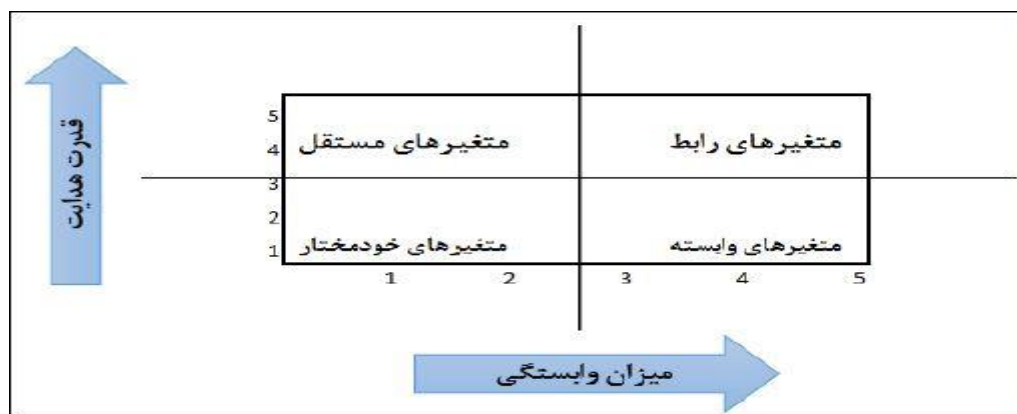 قدرت هدایت
5
4
3
2
1
متغیرهای رابط
متغیرهای مستقل
متغیرهای وابسته
متغیرهای خودمختار
1 2 3 4 5
میزان وابستگی